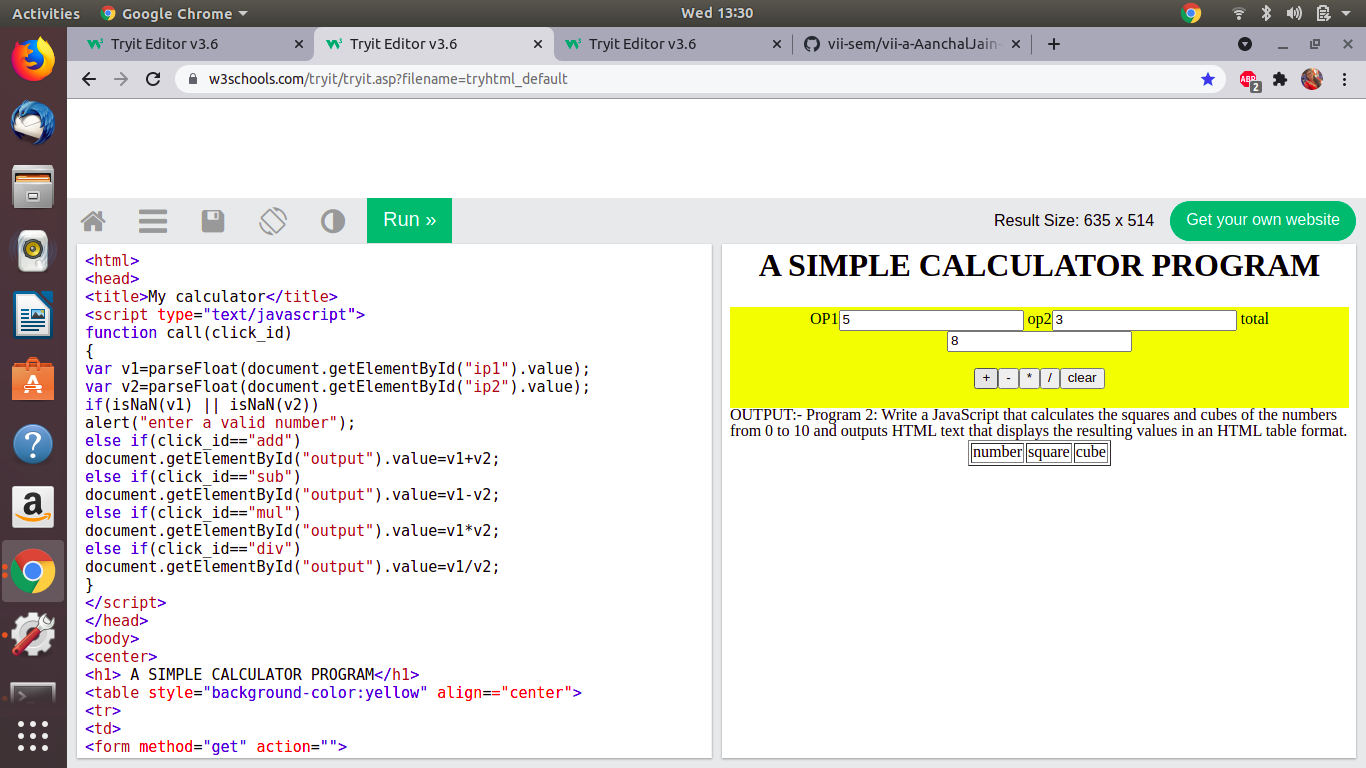 Activities Google Chrome Wed 13:30
Tryit Editor v3.6 Tryit Editor v3.6 Tryit Editor v3.6 vii-sem/vii-a-AanchalJain-
w3schools.com/tryit/tryit.asp?filename=tryhtml_default ABP 2
Run » Result Size: 635 x 514 Get your own website
<html>
<head>
<title>My calculator</title>
<script type="text/javascript">
function call(click_id)
{
var v1=parseFloat(document.getElementById("ip1").value);
var v2=parseFloat(document.getElementById("ip2").value);
if(isNaN(v1) || isNaN(v2))
alert("enter a valid number");
else if(click_id=="add")
document.getElementById("output").value=v1+v2;
else if(click_id=="sub")
document.getElementById("output").value=v1-v2;
else if(click_id=="mul")
document.getElementById("output").value=v1*v2;
else if(click_id=="div")
document.getElementById("output").value=v1/v2;
}
</script>
</head>
<body>
<center>
<h1> A SIMPLE CALCULATOR PROGRAM</h1>
<table style="background-color:yellow" align=="center">
<tr>
<td>
<form method="get" action="">
A SIMPLE CALCULATOR PROGRAM
OP1 5 op2 3 total
8
+ - * / clear
OUTPUT:- Program 2: Write a JavaScript that calculates the squares and cubes of the numbers
from 0 to 10 and outputs HTML text that displays the resulting values in an HTML table format.
number square cube